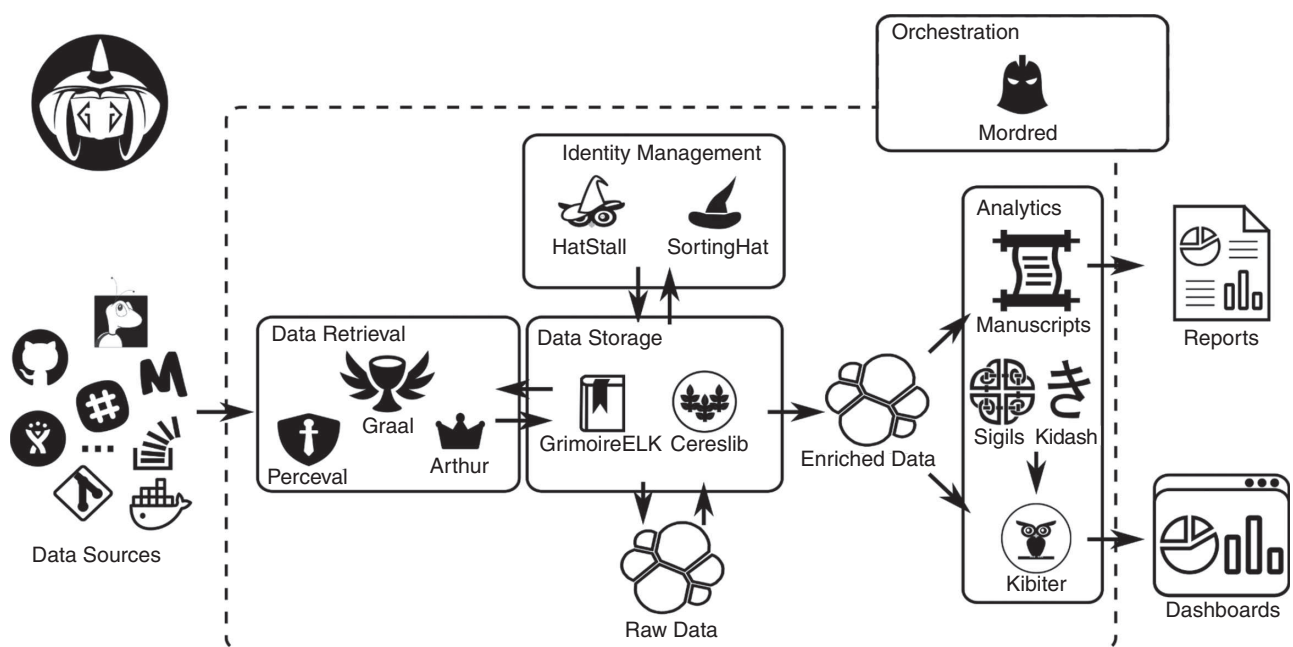 Orchestration
Mordred
Identity Management
HatStall SortingHat
Analytics
Manuscripts
Reports
Data Retrieval
Data Storage
Graal
Perceval
Arthur
GrimoireELK Cereslib
Enriched Data
き
Sigils Kidash
Kibiter
Dashboards
M
#
...
Data Sources
Raw Data